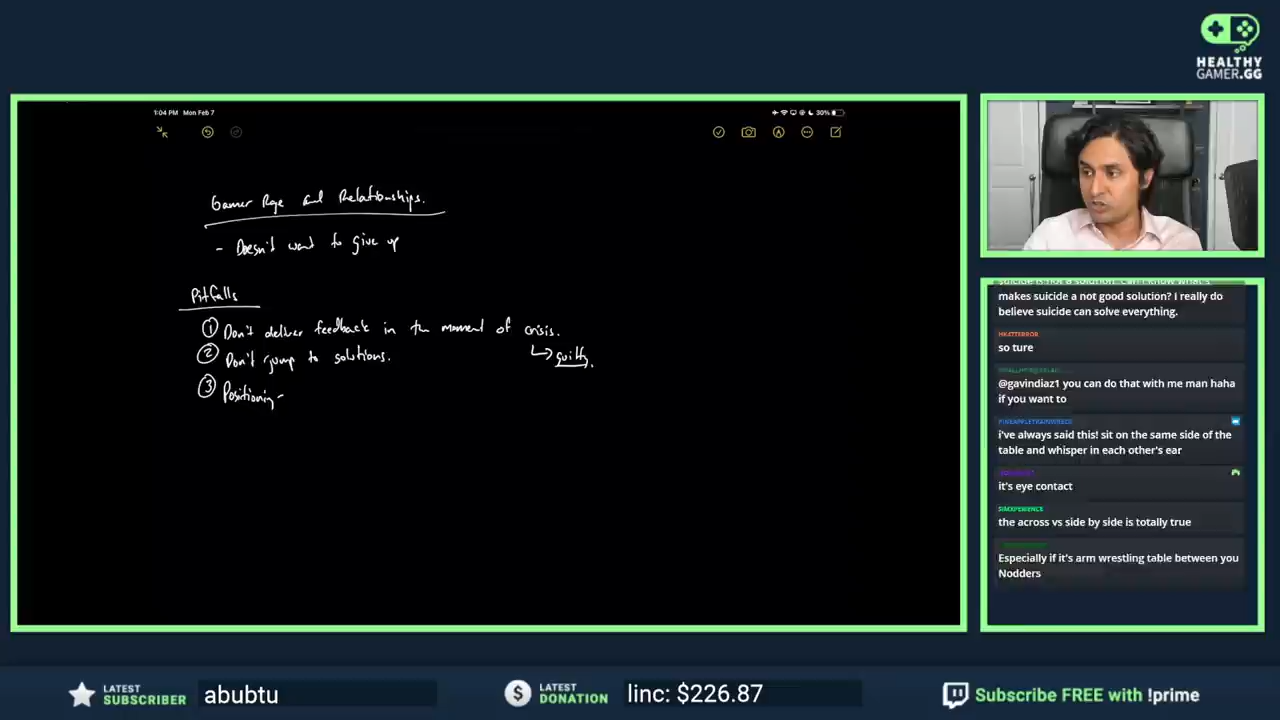 HEALTHY
GAMER.GG
1:04 PM Mon Feb 7
30%
Gamer Rage and Relationships.
- Doesn't want to give up
Pitfalls
1 Don't deliver feedback in the moment of crisis.
↳ guilty.
2 Don't jump to solutions.
3 Positioning -
makes suicide a not good solution? I really do
believe suicide can solve everything.
HKATTERROR
so ture
@gavindiaz1 you can do that with me man haha
if you want to
PINEAPPLETRAINWRECK
i've always said this! sit on the same side of the
table and whisper in each other's ear
it's eye contact
SIMXPERIENCE
the across vs side by side is totally true
Especially if it's arm wrestling table between you
Nodders
LATEST
SUBSCRIBER
abubtu
LATEST
DONATION
linc: $226.87
Subscribe FREE with !prime